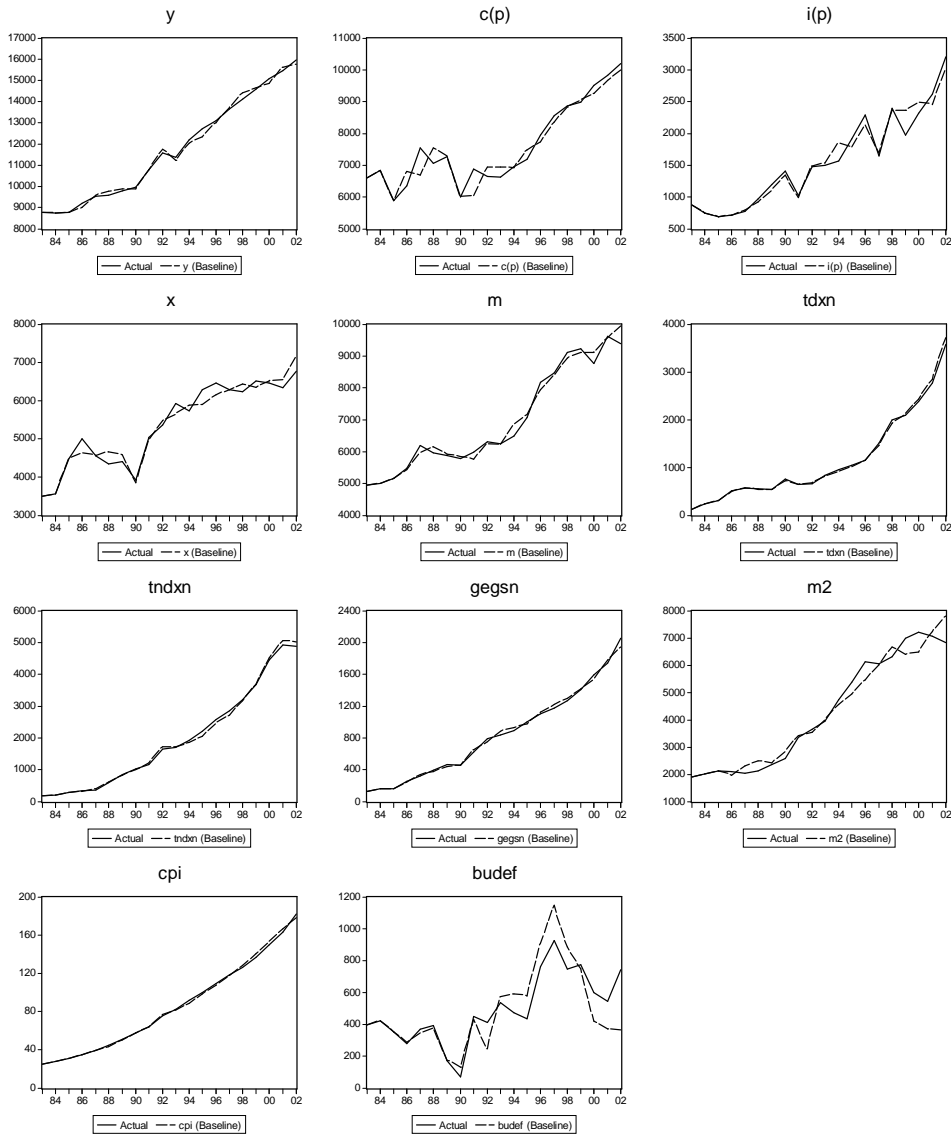 y
17000
16000
15000
14000
13000
12000
11000
10000
9000
8000
84 86 88 90 92 94 96 98 00 02
Actual y (Baseline)
c(p)
11000
10000
9000
8000
7000
6000
5000
84 86 88 90 92 94 96 98 00 02
Actual c(p) (Baseline)
i(p)
3500
3000
2500
2000
1500
1000
500
84 86 88 90 92 94 96 98 00 02
Actual i(p) (Baseline)
x
8000
7000
6000
5000
4000
3000
84 86 88 90 92 94 96 98 00 02
Actual x (Baseline)
m
10000
9000
8000
7000
6000
5000
4000
84 86 88 90 92 94 96 98 00 02
Actual m (Baseline)
tdxn
4000
3000
2000
1000
0
84 86 88 90 92 94 96 98 00 02
Actual tdxn (Baseline)
tndxn
6000
5000
4000
3000
2000
1000
0
84 86 88 90 92 94 96 98 00 02
Actual tndxn (Baseline)
gegsn
2400
2000
1600
1200
800
400
0
84 86 88 90 92 94 96 98 00 02
Actual gegsn (Baseline)
m2
8000
7000
6000
5000
4000
3000
2000
1000
84 86 88 90 92 94 96 98 00 02
Actual m2 (Baseline)
cpi
200
160
120
80
40
0
84 86 88 90 92 94 96 98 00 02
Actual cpi (Baseline)
budef
1200
1000
800
600
400
200
0
84 86 88 90 92 94 96 98 00 02
Actual budef (Baseline)